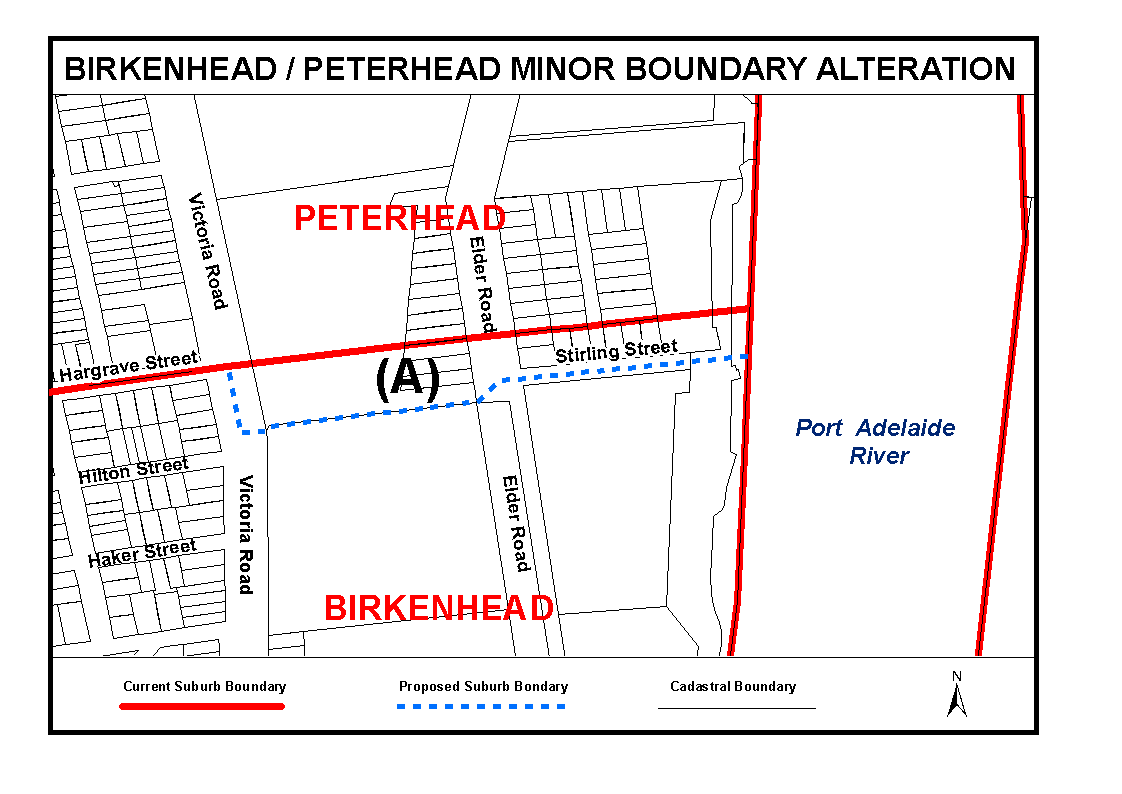 BIRKENHEAD / PETERHEAD MINOR BOUNDARY ALTERATION
Victoria Road
PETERHEAD
Elder Road
Hargrave Street
Stirling Street
(A)
Port Adelaide
River
Hilton Street
Victoria Road
Elder Road
Haker Street
BIRKENHEAD
Current Suburb Boundary
Proposed Suburb Bondary
Cadastral Boundary
N